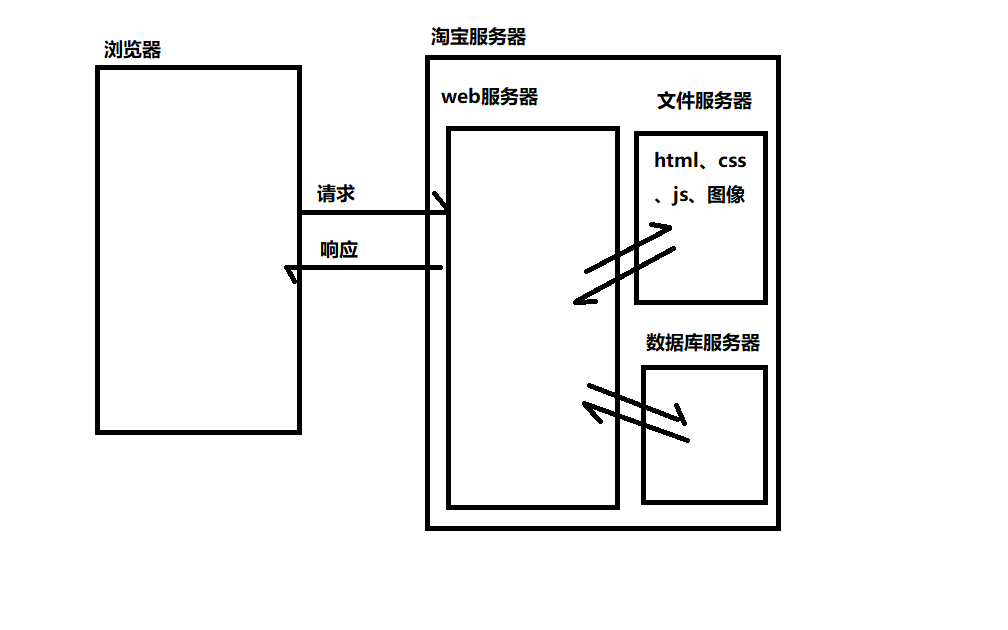 浏览器
淘宝服务器
web服务器
文件服务器
html、css
、js、图像
请求
响应
数据库服务器